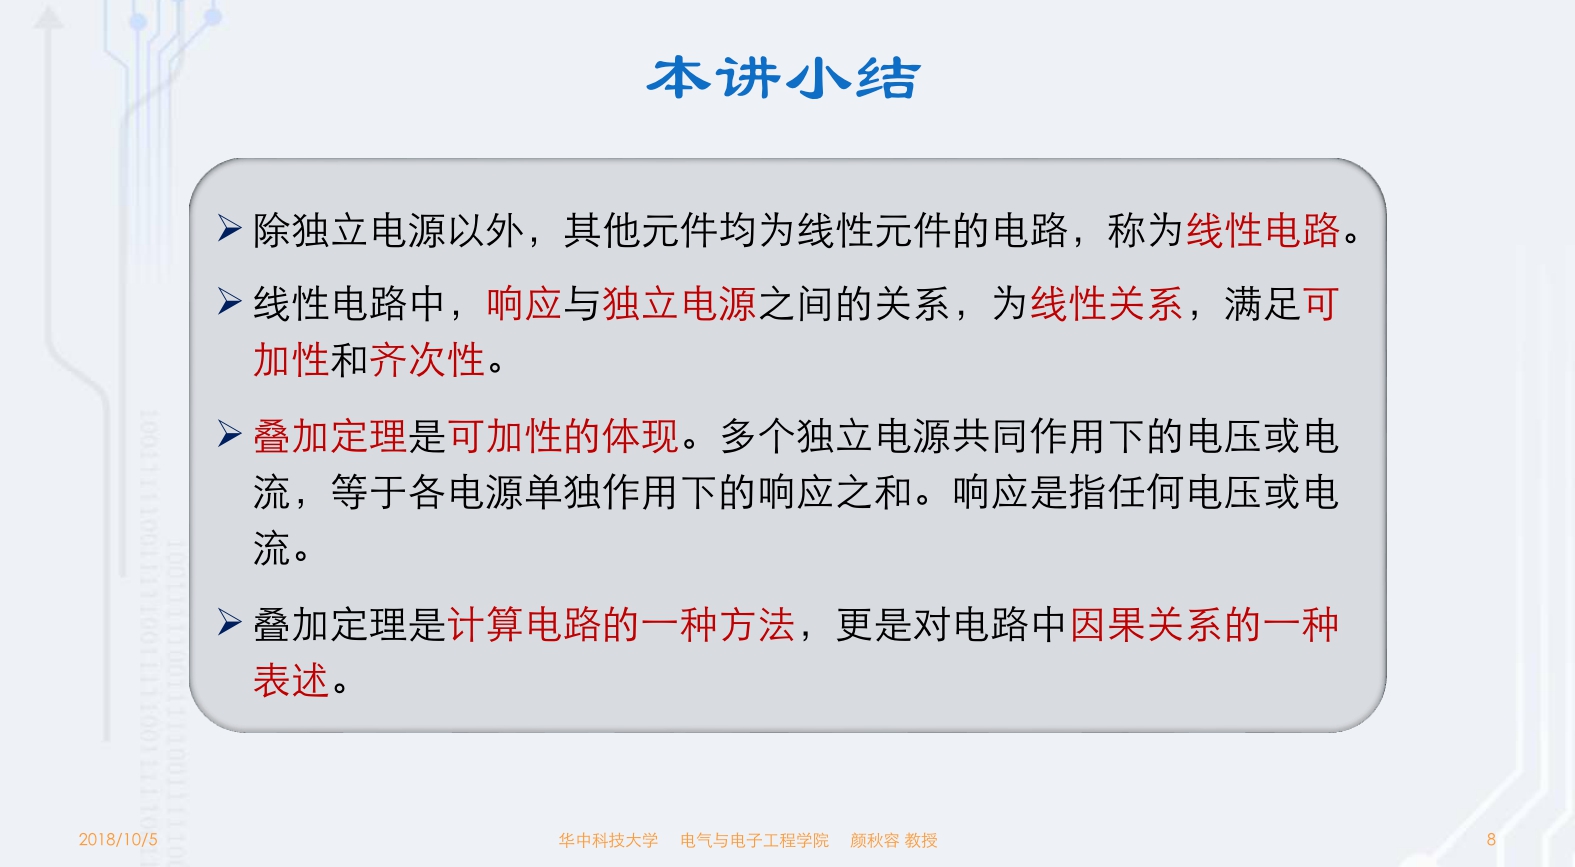 本讲小结
➢除独立电源以外，其他元件均为线性元件的电路，称为线性电路。
➢线性电路中，响应与独立电源之间的关系，为线性关系，满足可
加性和齐次性。
➢叠加定理是可加性的体现。多个独立电源共同作用下的电压或电
流，等于各电源单独作用下的响应之和。响应是指任何电压或电
流。
➢叠加定理是计算电路的一种方法，更是对电路中因果关系的一种
表述。
2018/10/5 华中科技大学 电气与电子工程学院 颜秋容 教授 8